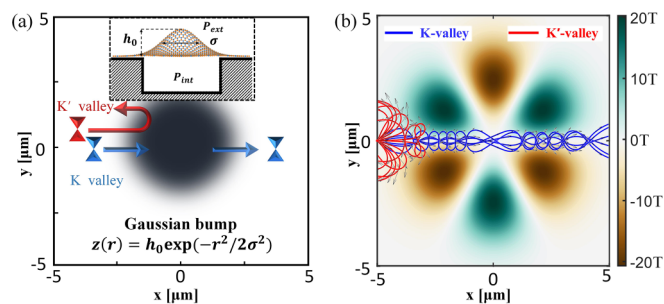 (a)
5
0
-5
-5
0
5
y [μm]
x [μm]
h₀
P_ext
σ
P_int
K′ valley
K valley
Gaussian bump
z(r) = h₀exp(−r²/2σ²)
(b)
K-valley
K′-valley
5
0
-5
-5
0
5
y [μm]
x [μm]
20T
10T
0T
-10T
-20T